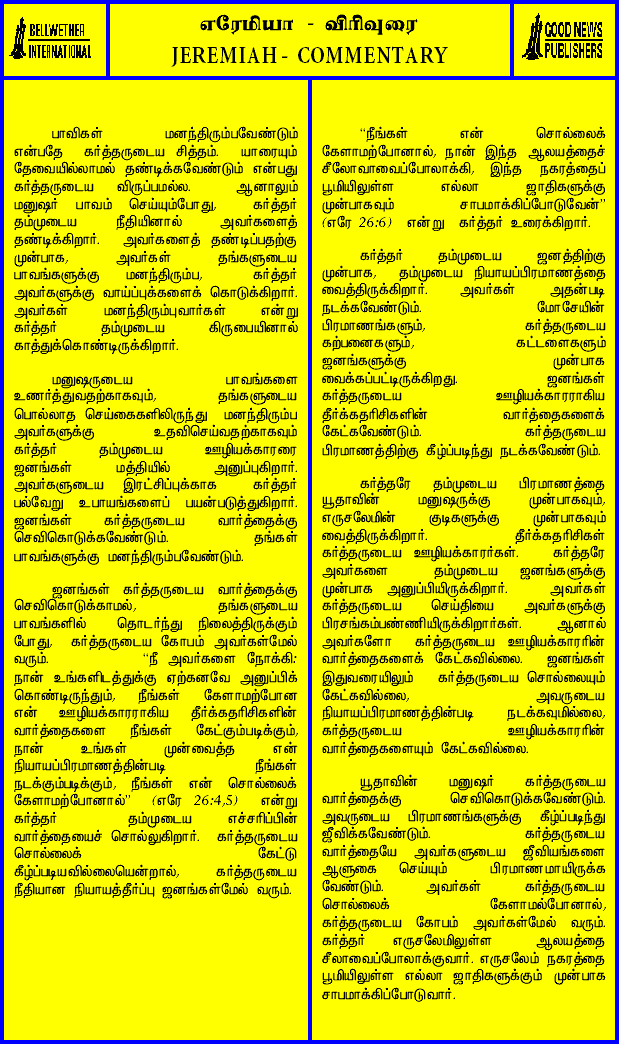 BELLWETHER
INTERNATIONAL
எரேமியா - விரிவுரை
JEREMIAH - COMMENTARY
GOOD NEWS
PUBLISHERS
பாவிகள் மனந்திரும்பவேண்டும்
என்பதே கர்த்தருடைய சித்தம். யாரையும்
தேவையில்லாமல் தண்டிக்கவேண்டும் என்பது
கர்த்தருடைய விருப்பமல்ல. ஆனாலும்
மனுஷர் பாவம் செய்யும்போது, கர்த்தர்
தம்முடைய நீதியினால் அவர்களைத்
தண்டிக்கிறார். அவர்களைத் தண்டிப்பதற்கு
முன்பாக, அவர்கள் தங்களுடைய
பாவங்களுக்கு மனந்திரும்ப, கர்த்தர்
அவர்களுக்கு வாய்ப்புக்களைக் கொடுக்கிறார்.
அவர்கள் மனந்திரும்புவார்கள் என்று
கர்த்தர் தம்முடைய கிருபையினால்
காத்துக்கொண்டிருக்கிறார்.
மனுஷருடைய பாவங்களை
உணர்த்துவதற்காகவும், தங்களுடைய
பொல்லாத செய்கைகளிலிருந்து மனந்திரும்ப
அவர்களுக்கு உதவிசெய்வதற்காகவும்
கர்த்தர் தம்முடைய ஊழியக்காரரை
ஜனங்கள் மத்தியில் அனுப்புகிறார்.
அவர்களுடைய இரட்சிப்புக்காக கர்த்தர்
பல்வேறு உபாயங்களைப் பயன்படுத்துகிறார்.
ஜனங்கள் கர்த்தருடைய வார்த்தைக்கு
செவிகொடுக்கவேண்டும். தங்கள்
பாவங்களுக்கு மனந்திரும்பவேண்டும்.
ஜனங்கள் கர்த்தருடைய வார்த்தைக்கு
செவிகொடுக்காமல், தங்களுடைய
பாவங்களில் தொடர்ந்து நிலைத்திருக்கும்
போது, கர்த்தருடைய கோபம் அவர்கள்மேல்
வரும். “நீ அவர்களை நோக்கி:
நான் உங்களிடத்துக்கு ஏற்கனவே அனுப்பிக்
கொண்டிருந்தும், நீங்கள் கேளாமற்போன
என் ஊழியக்காரராகிய தீர்க்கதரிசிகளின்
வார்த்தைகளை நீங்கள் கேட்கும்படிக்கும்,
நான் உங்கள் முன்வைத்த என்
நியாயப்பிரமாணத்தின்படி நீங்கள்
நடக்கும்படிக்கும், நீங்கள் என் சொல்லைக்
கேளாமற்போனால்” (எரே 26:4,5) என்று
கர்த்தர் தம்முடைய எச்சரிப்பின்
வார்த்தையைச் சொல்லுகிறார். கர்த்தருடைய
சொல்லைக் கேட்டு
கீழ்ப்படியவில்லையென்றால், கர்த்தருடைய
நீதியான நியாயத்தீர்ப்பு ஜனங்கள்மேல் வரும்.
“நீங்கள் என் சொல்லைக்
கேளாமற்போனால், நான் இந்த ஆலயத்தைச்
சீலோவாவைப்போலாக்கி, இந்த நகரத்தைப்
பூமியிலுள்ள எல்லா ஜாதிகளுக்கு
முன்பாகவும் சாபமாக்கிப்போடுவேன்”
(எரே 26:6) என்று கர்த்தர் உரைக்கிறார்.
கர்த்தர் தம்முடைய ஜனத்திற்கு
முன்பாக, தம்முடைய நியாயப்பிரமாணத்தை
வைத்திருக்கிறார். அவர்கள் அதன்படி
நடக்கவேண்டும். மோசேயின்
பிரமாணங்களும், கர்த்தருடைய
கற்பனைகளும், கட்டளைகளும்
ஜனங்களுக்கு முன்பாக
வைக்கப்பட்டிருக்கிறது. ஜனங்கள்
கர்த்தருடைய ஊழியக்காரராகிய
தீர்க்கதரிசிகளின் வார்த்தைகளைக்
கேட்கவேண்டும். கர்த்தருடைய
பிரமாணத்திற்கு கீழ்ப்படிந்து நடக்கவேண்டும்.
கர்த்தரே தம்முடைய பிரமாணத்தை
யூதாவின் மனுஷருக்கு முன்பாகவும்,
எருசலேமின் குடிகளுக்கு முன்பாகவும்
வைத்திருக்கிறார். தீர்க்கதரிசிகள்
கர்த்தருடைய ஊழியக்காரர்கள். கர்த்தரே
அவர்களை தம்முடைய ஜனங்களுக்கு
முன்பாக அனுப்பியிருக்கிறார். அவர்கள்
கர்த்தருடைய செய்தியை அவர்களுக்கு
பிரசங்கம்பண்ணியிருக்கிறார்கள். ஆனால்
அவர்களோ கர்த்தருடைய ஊழியக்காரரின்
வார்த்தைகளைக் கேட்கவில்லை. ஜனங்கள்
இதுவரையிலும் கர்த்தருடைய சொல்லையும்
கேட்கவில்லை, அவருடைய
நியாயப்பிரமாணத்தின்படி நடக்கவுமில்லை,
கர்த்தருடைய ஊழியக்காரரின்
வார்த்தைகளையும் கேட்கவில்லை.
யூதாவின் மனுஷர் கர்த்தருடைய
வார்த்தைக்கு செவிகொடுக்கவேண்டும்.
அவருடைய பிரமாணங்களுக்கு கீழ்ப்படிந்து
ஜீவிக்கவேண்டும். கர்த்தருடைய
வார்த்தையே அவர்களுடைய ஜீவியங்களை
ஆளுகை செய்யும் பிரமாணமாயிருக்க
வேண்டும். அவர்கள் கர்த்தருடைய
சொல்லைக் கேளாமல்போனால்,
கர்த்தருடைய கோபம் அவர்கள்மேல் வரும்.
கர்த்தர் எருசலேமிலுள்ள ஆலயத்தை
சீலாவைப்போலாக்குவார். எருசலேம் நகரத்தை
பூமியிலுள்ள எல்லா ஜாதிகளுக்கும் முன்பாக
சாபமாக்கிப்போடுவார்.